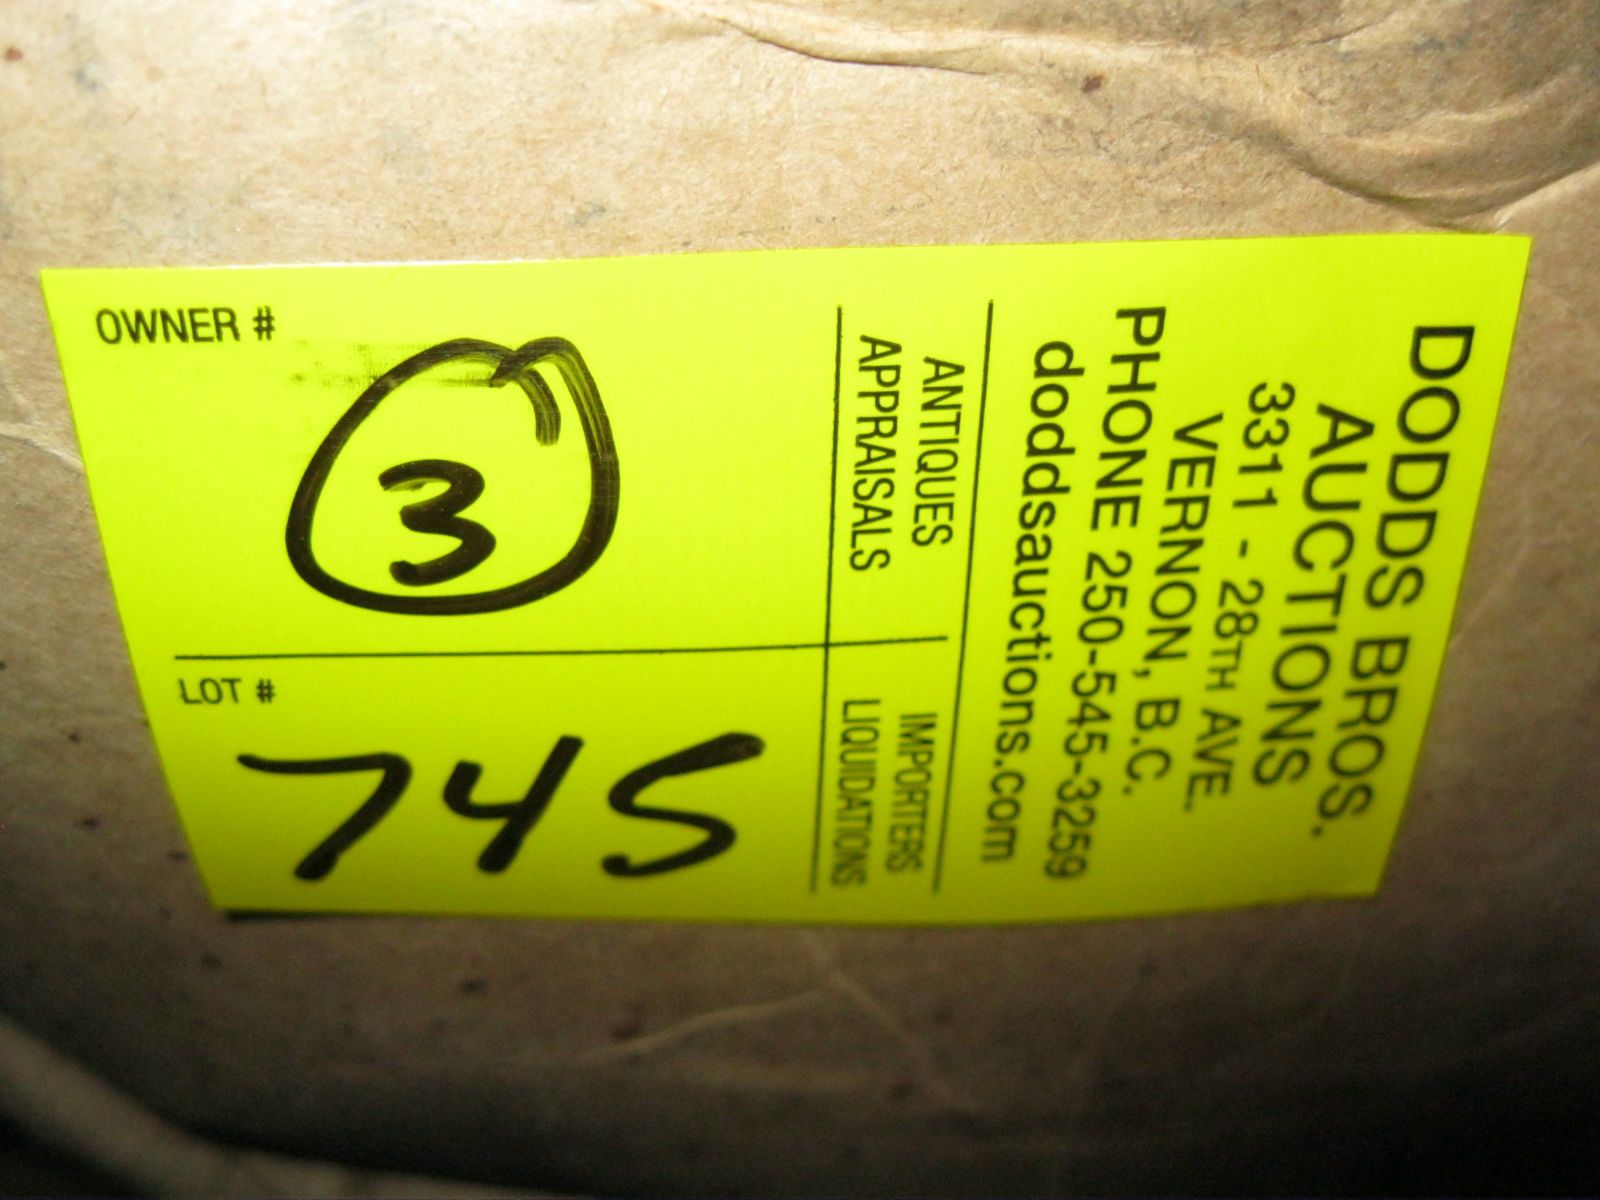 DODDS BROS.
AUCTIONS
3311 - 28TH AVE.
VERNON, B.C.
PHONE 250-545-3259
doddsauctions.com
ANTIQUES
APPRAISALS
IMPORTERS
LIQUIDATIONS
OWNER #
3
LOT #
745